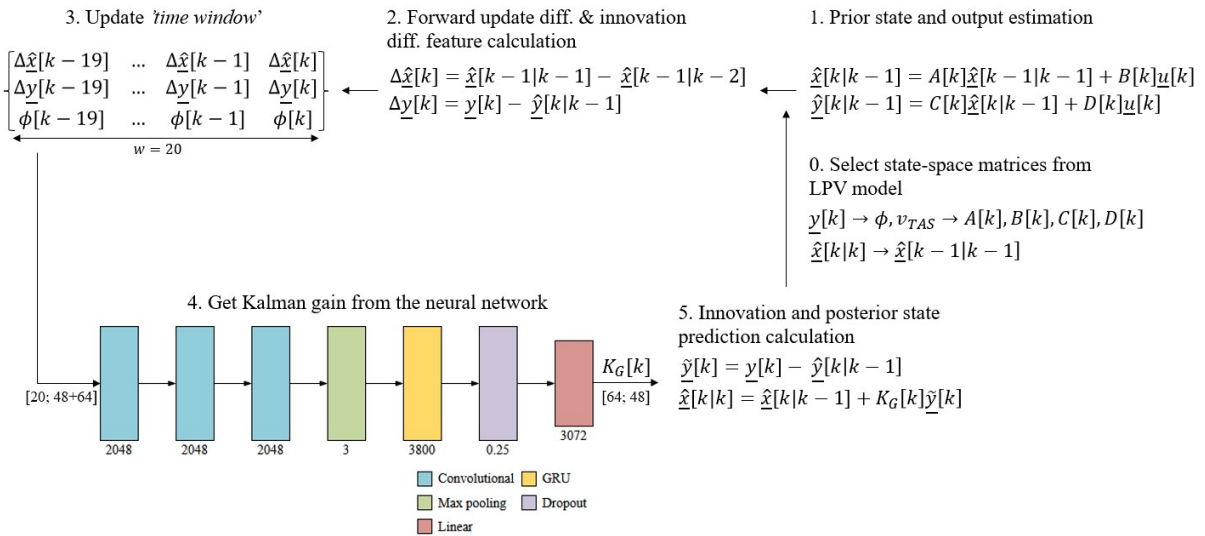 3. Update 'time window'
[Δx̂[k − 19] ... Δx̂[k − 1] Δx̂[k]]
[Δy[k − 19] ... Δy[k − 1] Δy[k]]
[ϕ[k − 19] ... ϕ[k − 1] ϕ[k]]
w = 20
2. Forward update diff. & innovation
diff. feature calculation
Δx̂[k] = x̂[k − 1|k − 1] − x̂[k − 1|k − 2]
Δy[k] = y[k] − ŷ[k|k − 1]
1. Prior state and output estimation
x̂[k|k − 1] = A[k]x̂[k − 1|k − 1] + B[k]u[k]
ŷ[k|k − 1] = C[k]x̂[k|k − 1] + D[k]u[k]
0. Select state-space matrices from
LPV model
y[k] → ϕ, v_TAS → A[k], B[k], C[k], D[k]
x̂[k|k] → x̂[k − 1|k − 1]
4. Get Kalman gain from the neural network
[20; 48+64]
2048
2048
2048
3
3800
0.25
3072
K_G[k]
[64; 48]
5. Innovation and posterior state
prediction calculation
ỹ[k] = y[k] − ŷ[k|k − 1]
x̂[k|k] = x̂[k|k − 1] + K_G[k]ỹ[k]
Convolutional
GRU
Max pooling
Dropout
Linear